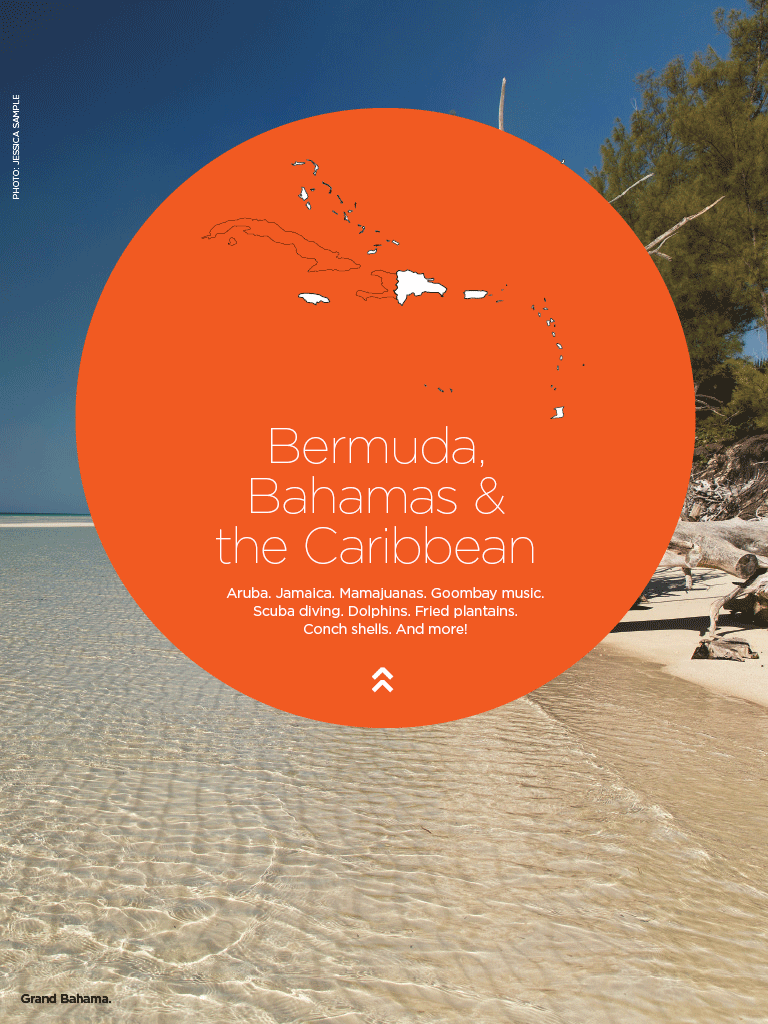 PHOTO: JESSICA SAMPLE
Bermuda,
Bahamas &
the Caribbean
Aruba. Jamaica. Mamajuanas. Goombay music.
Scuba diving. Dolphins. Fried plantains.
Conch shells. And more!
Grand Bahama.